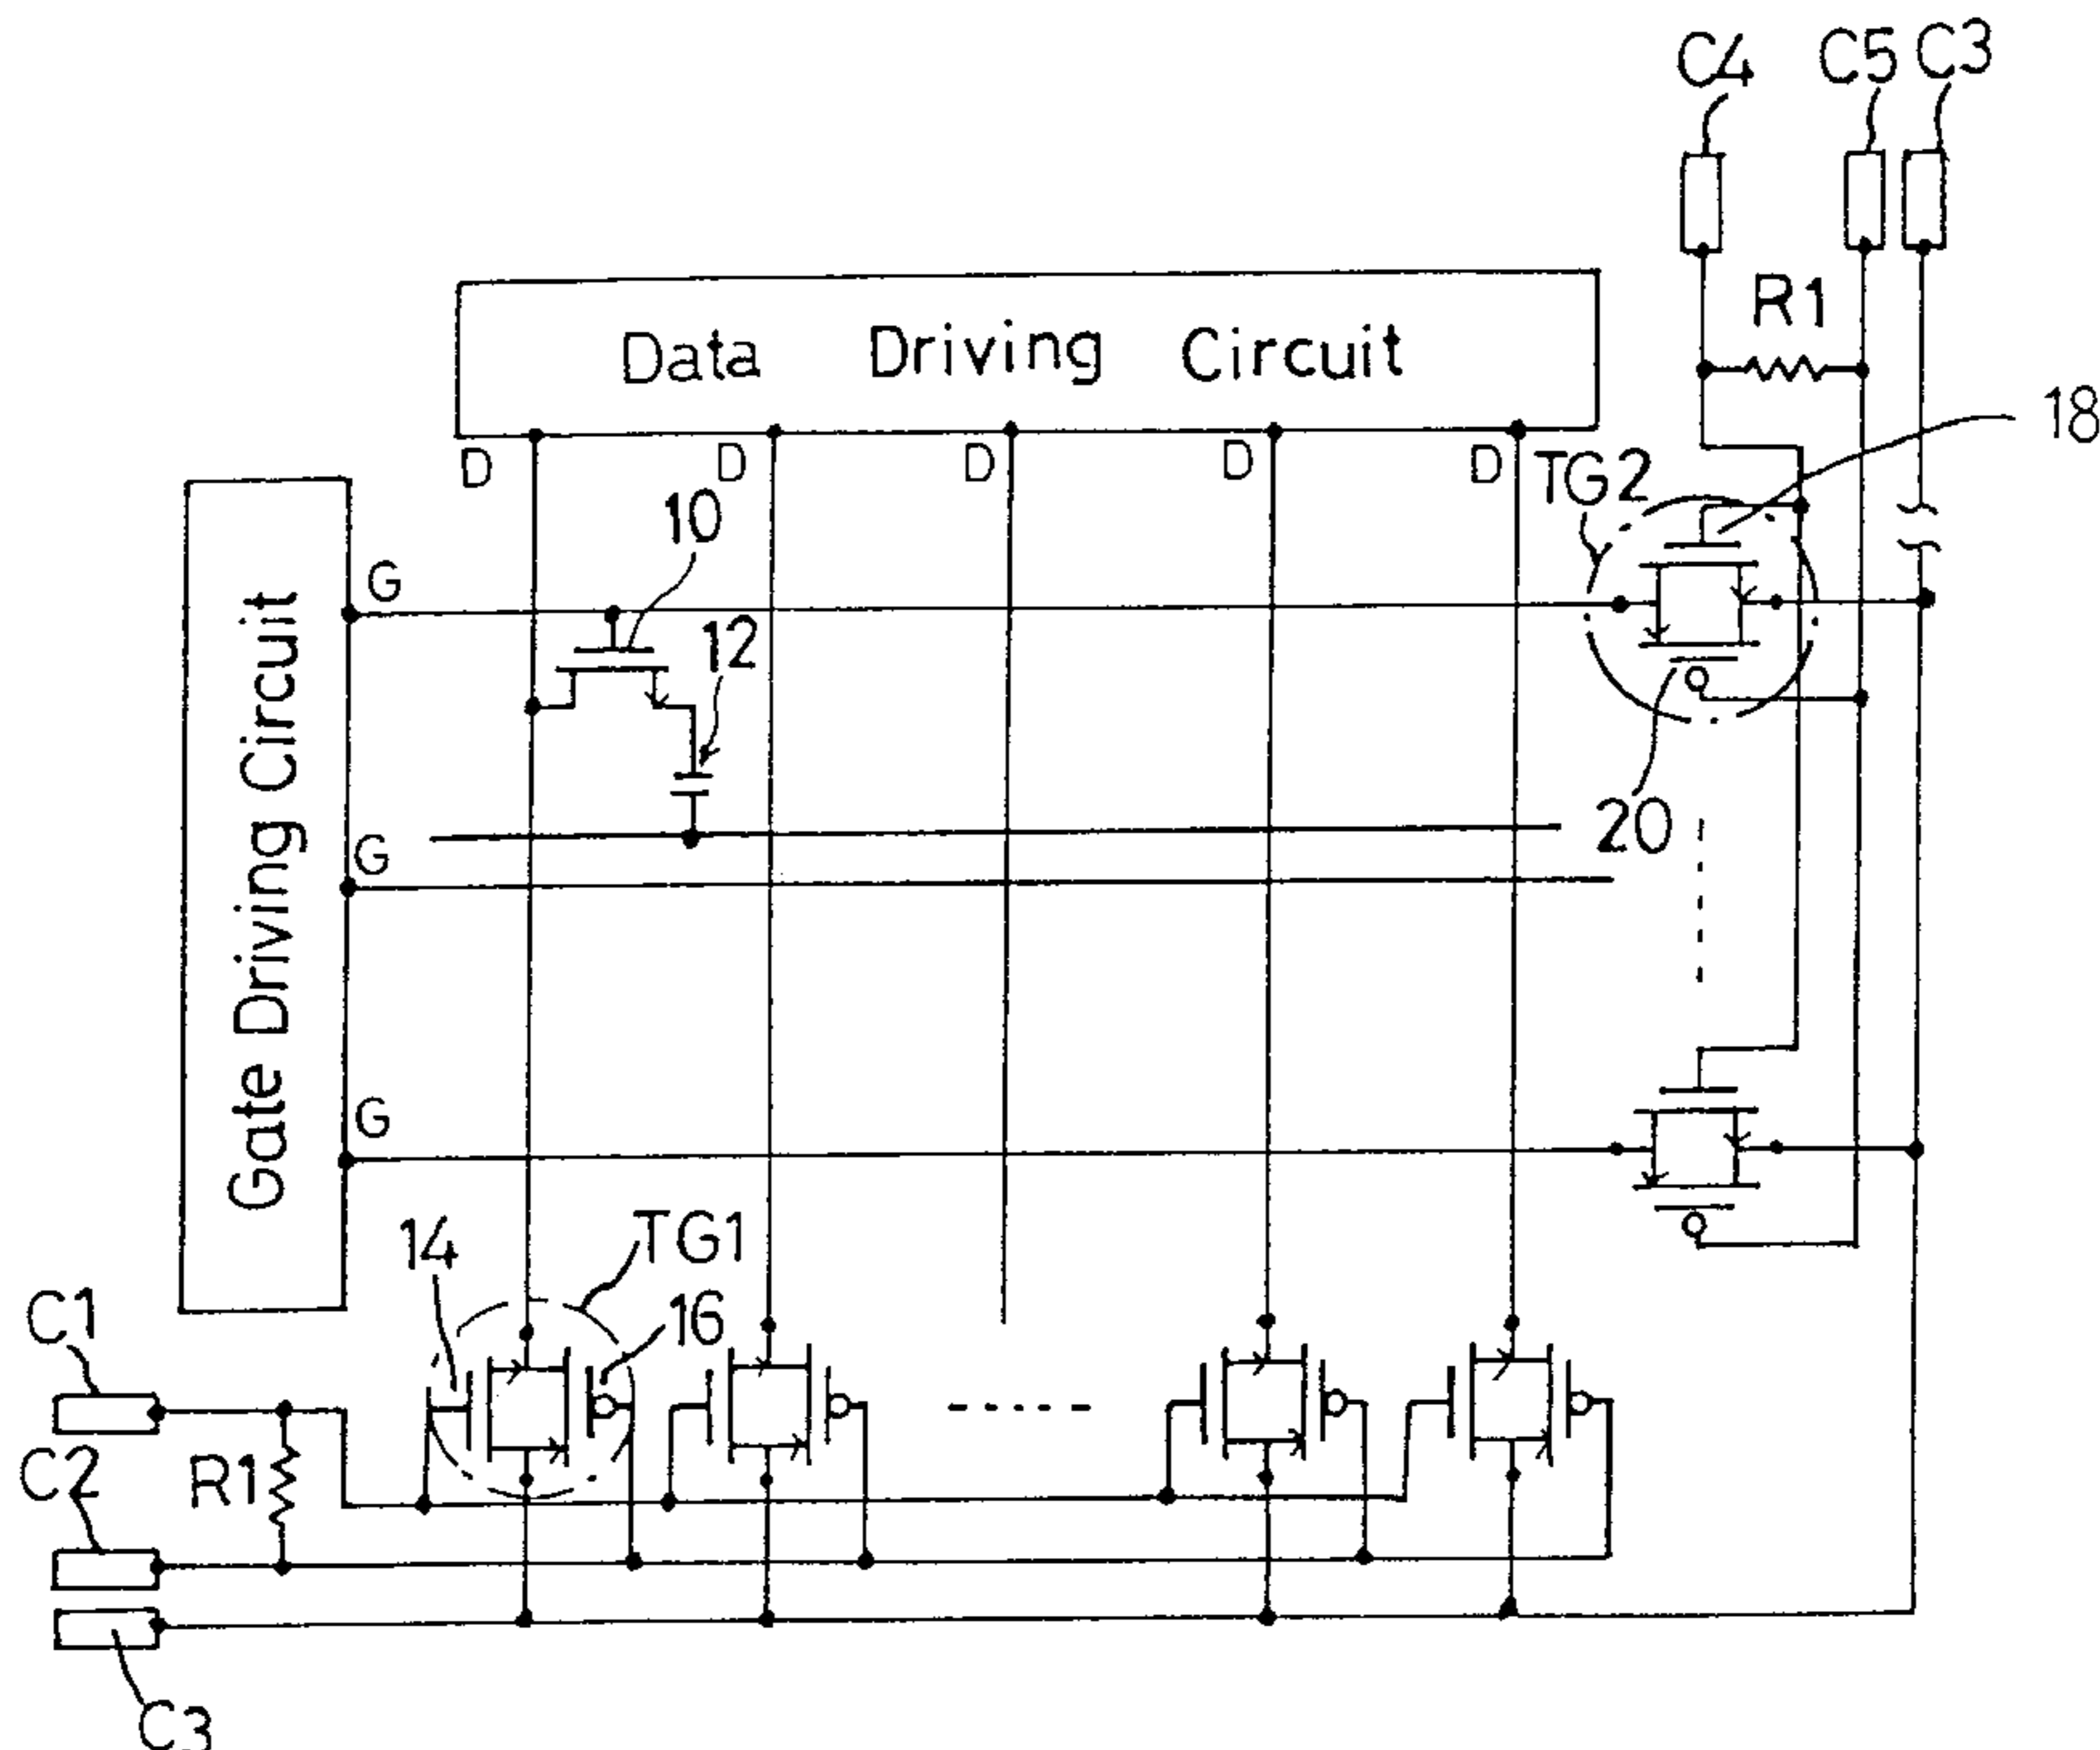 C4 C5 C3
R1
Data Driving Circuit
18
D D D D D
TG2
10
G
12
20
Gate Driving Circuit
G
G
14 TG1
16
C1
C2
R1
C3